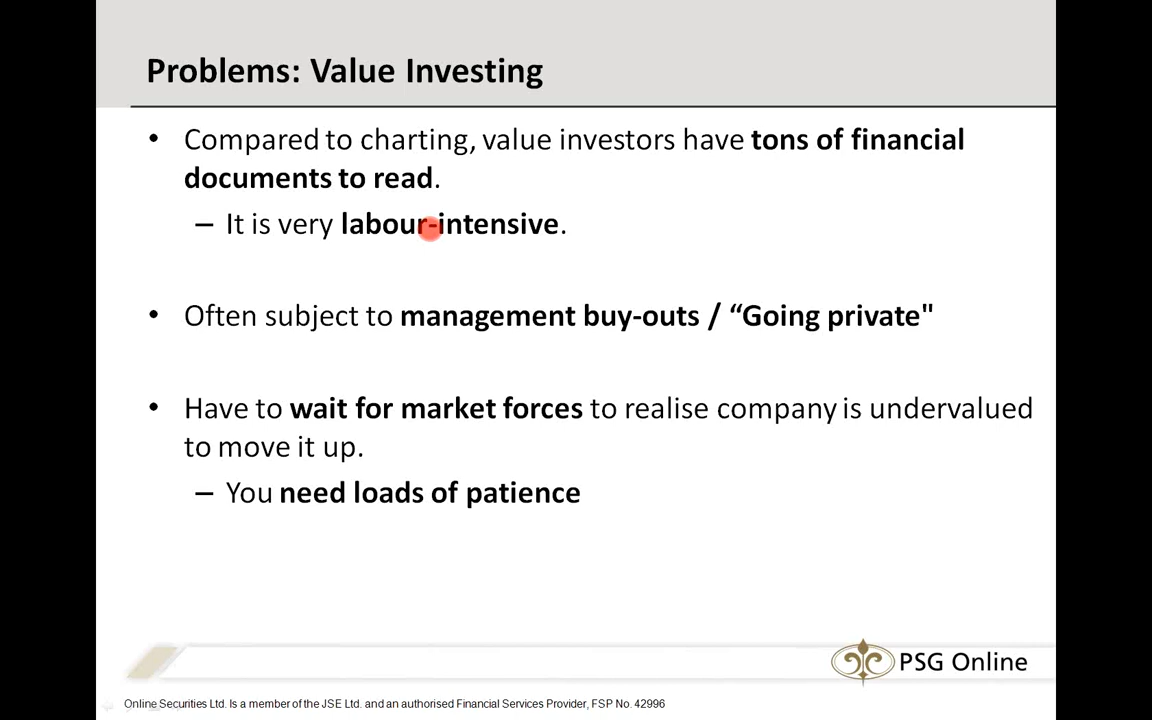 Problems: Value Investing
• Compared to charting, value investors have tons of financial
documents to read.
– It is very labour-intensive.
• Often subject to management buy-outs / “Going private"
• Have to wait for market forces to realise company is undervalued
to move it up.
– You need loads of patience
PSG Online
Online Securities Ltd. Is a member of the JSE Ltd. and an authorised Financial Services Provider, FSP No. 42996